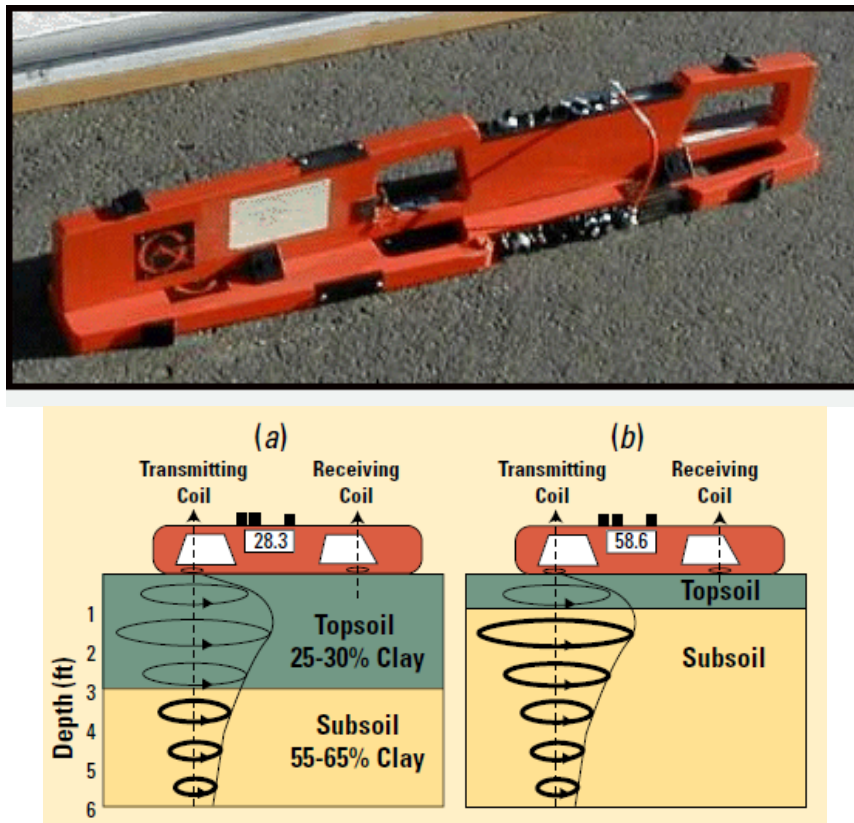 (a)
Transmitting
Coil
Receiving
Coil
28.3
Topsoil
25-30% Clay
Subsoil
55-65% Clay
Depth (ft)
1
2
3
4
5
6
(b)
Transmitting
Coil
Receiving
Coil
58.6
Topsoil
Subsoil